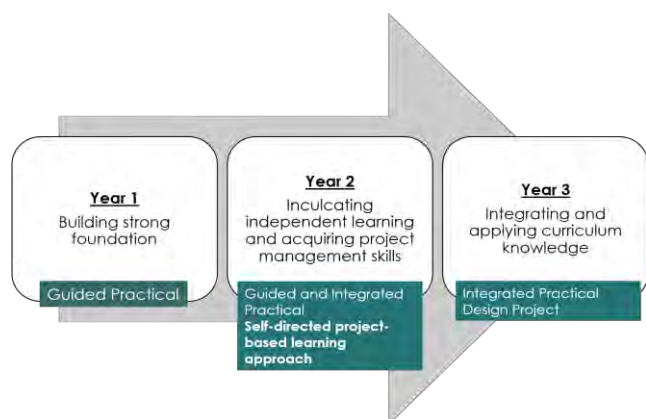 Year 1
Building strong
foundation
Guided Practical
Year 2
Inculcating
independent learning
and acquiring project
management skills
Guided and Integrated
Practical
Self-directed project-
based learning
approach
Year 3
Integrating and
applying curriculum
knowledge
Integrated Practical
Design Project